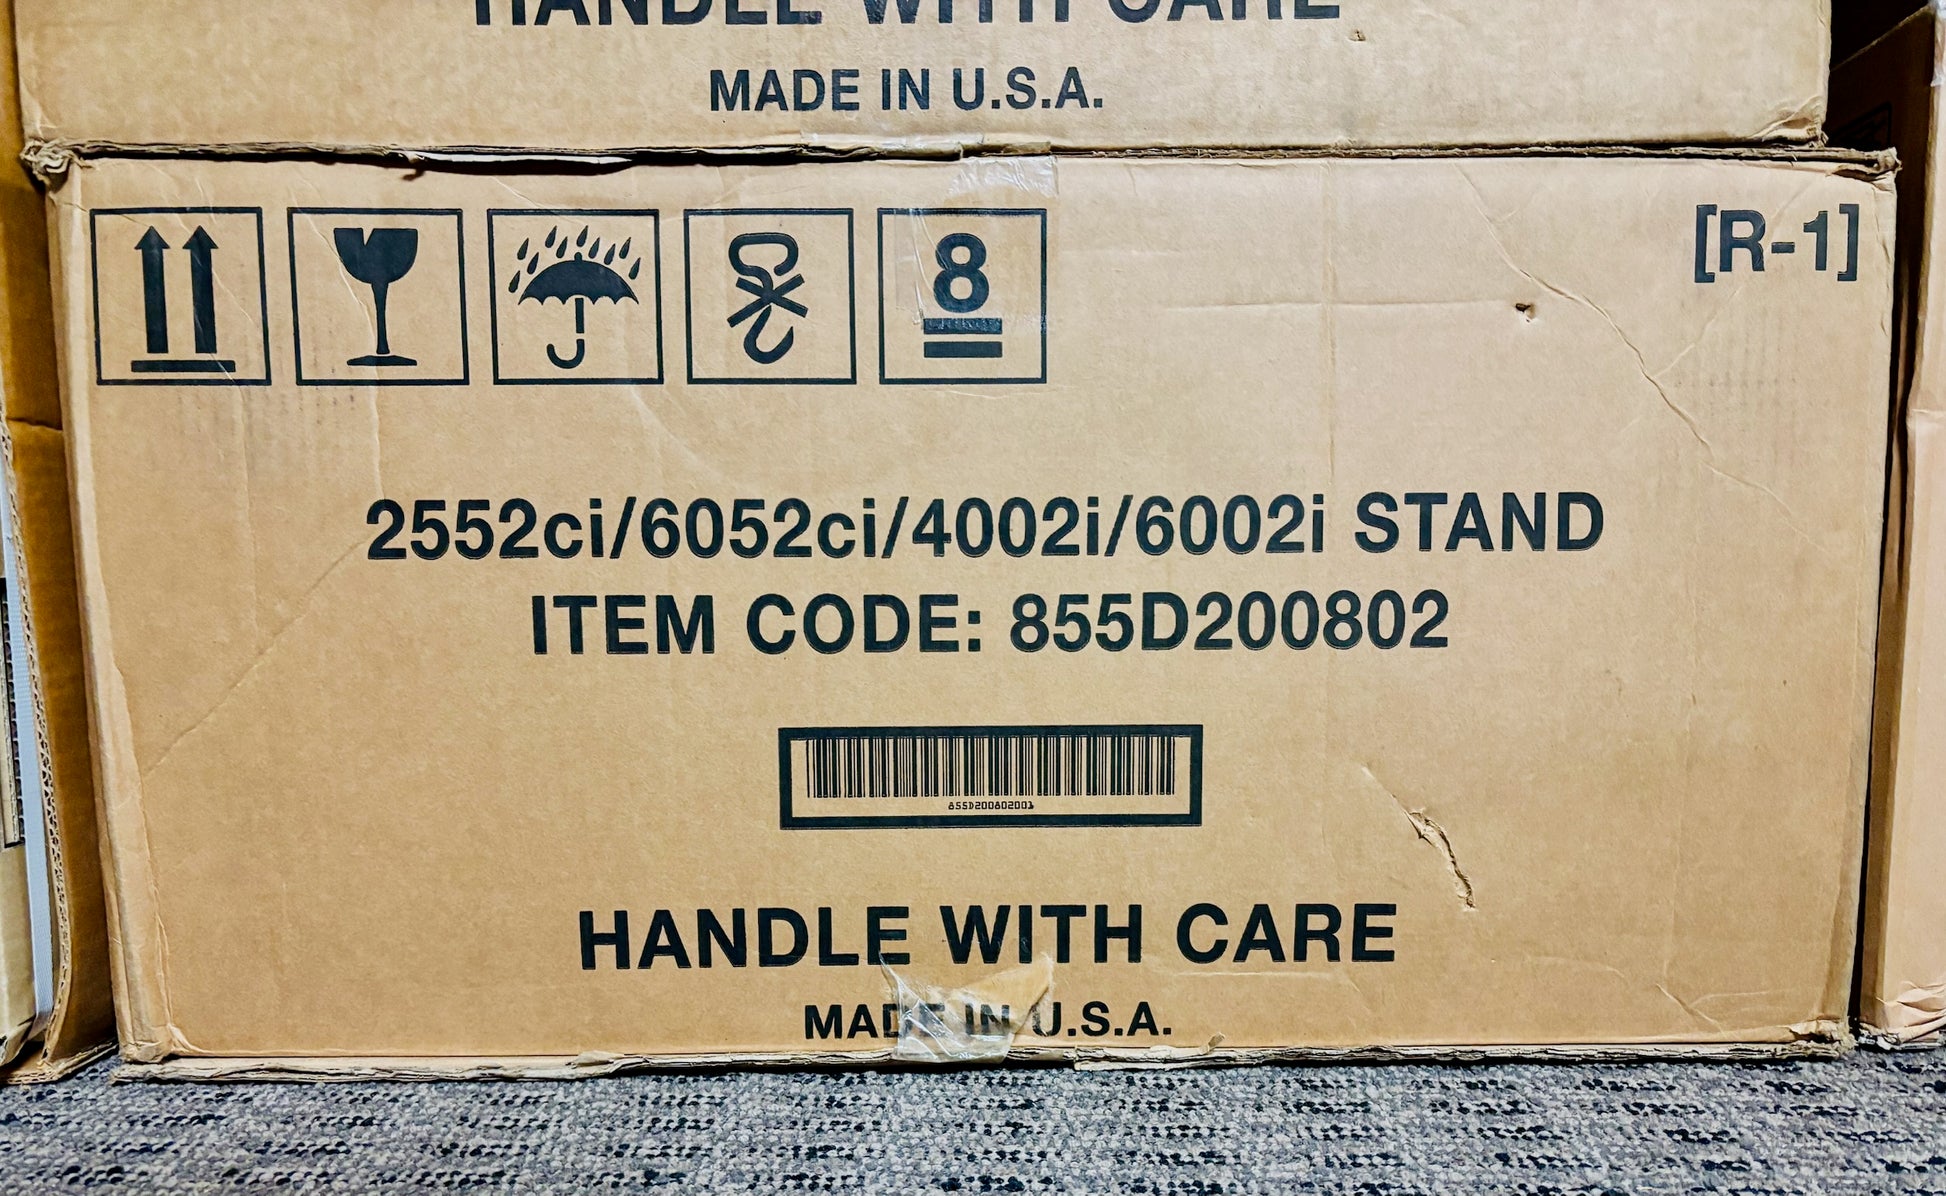 HANDLE WITH CARE
MADE IN U.S.A.
8
[R-1]
2552ci/6052ci/4002i/6002i STAND
ITEM CODE: 855D200802
855D200802001
HANDLE WITH CARE
MADE IN U.S.A.